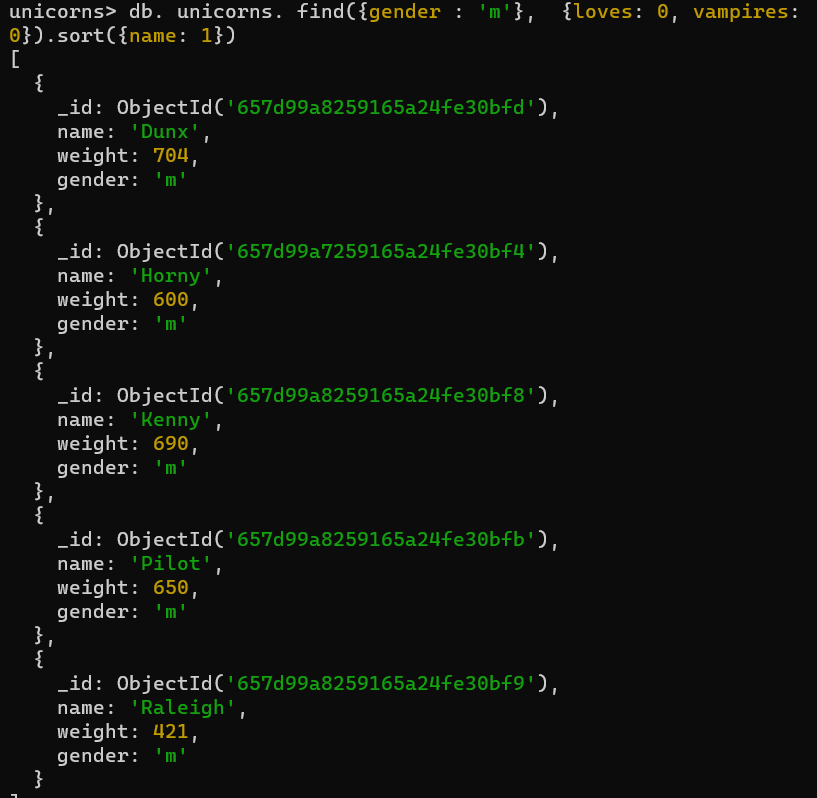 unicorns> db. unicorns. find({gender : 'm'},  {loves: 0, vampires:
0}).sort({name: 1})
[
  {
    _id: ObjectId('657d99a8259165a24fe30bfd'),
    name: 'Dunx',
    weight: 704,
    gender: 'm'
  },
  {
    _id: ObjectId('657d99a7259165a24fe30bf4'),
    name: 'Horny',
    weight: 600,
    gender: 'm'
  },
  {
    _id: ObjectId('657d99a8259165a24fe30bf8'),
    name: 'Kenny',
    weight: 690,
    gender: 'm'
  },
  {
    _id: ObjectId('657d99a8259165a24fe30bfb'),
    name: 'Pilot',
    weight: 650,
    gender: 'm'
  },
  {
    _id: ObjectId('657d99a8259165a24fe30bf9'),
    name: 'Raleigh',
    weight: 421,
    gender: 'm'
  }